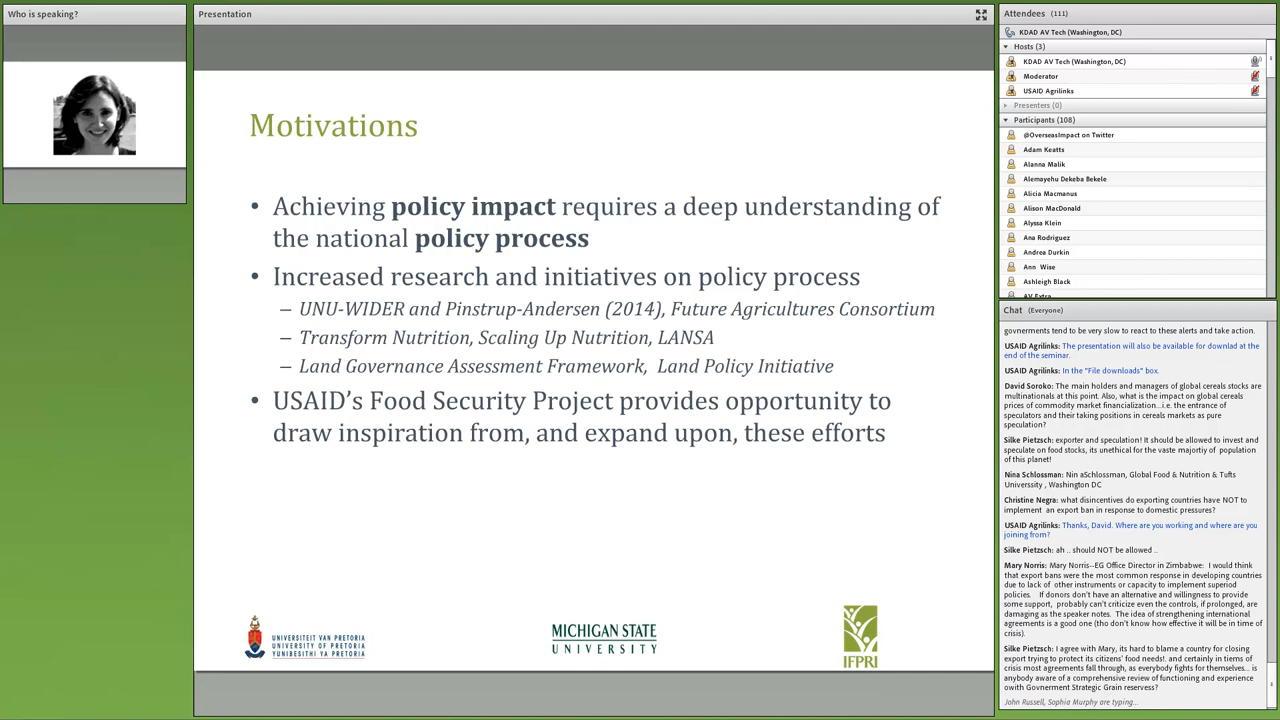 Who is speaking?
Presentation
Motivations
• Achieving policy impact requires a deep understanding of
the national policy process
• Increased research and initiatives on policy process
– UNU-WIDER and Pinstrup-Andersen (2014), Future Agricultures Consortium
– Transform Nutrition, Scaling Up Nutrition, LANSA
– Land Governance Assessment Framework, Land Policy Initiative
• USAID’s Food Security Project provides opportunity to
draw inspiration from, and expand upon, these efforts
UNIVERSITEIT VAN PRETORIA
UNIVERSITY OF PRETORIA
YUNIBESITHI YA PRETORIA
MICHIGAN STATE
UNIVERSITY
IFPRI
Attendees (111)
KDAD AV Tech (Washington, DC)
Hosts (3)
KDAD AV Tech (Washington, DC)
Moderator
USAID Agrilinks
Presenters (0)
Participants (108)
@OverseasImpact on Twitter
Adam Keatts
Alanna Malik
Alemayehu Dekeba Bekele
Alicia Macmanus
Alison MacDonald
Alyssa Klein
Ana Rodriguez
Andrea Durkin
Ann Wise
Ashleigh Black
AV Extra
Chat (Everyone)
govnerments tend to be very slow to react to these alerts and take action.
USAID Agrilinks: The presentation will also be available for downlad at the
end of the seminar.
USAID Agrilinks: In the "File downloads" box.
David Soroko: The main holders and managers of global cereals stocks are
multinationals at this point. Also, what is the impact on global cereals
prices of commodity market financialization...i.e. the entrance of
speculators and their taking positions in cereals markets as pure
speculation?
Silke Pietzsch: exporter and speculation! It should be allowed to invest and
speculate on food stocks, its unethical for the vaste majortiy of population
of this planet!
Nina Schlossman: Nin aSchlossman, Global Food & Nutrition & Tufts
Universsity , Washington DC
Christine Negra: what disincentives do exporting countries have NOT to
implement an export ban in response to domestic pressures?
USAID Agrilinks: Thanks, David. Where are you working and where are you
joining from?
Silke Pietzsch: ah .. should NOT be allowed ..
Mary Norris: Mary Norris--EG Office Director in Zimbabwe: I would think
that export bans were the most common response in developing countries
due to lack of other instruments or capacity to implement superiod
policies. If donors don't have an alternative and willingness to provide
some support, probably can't criticize even the controls, if prolonged, are
damaging as the speaker notes. The idea of strengthening international
agreements is a good one (tho don't know how effective it will be in time of
crisis).
Silke Pietzsch: I agree with Mary, its hard to blame a country for closing
export trying to protect its citizens' food needs!. and certainly in tiems of
crisis most agreements fall through, as everybody fights for themselves... is
anybody aware of a comprehensive review of functioning and experience
owith Govnerment Strategic Grain reservess?
John Russell, Sophia Murphy are typing...